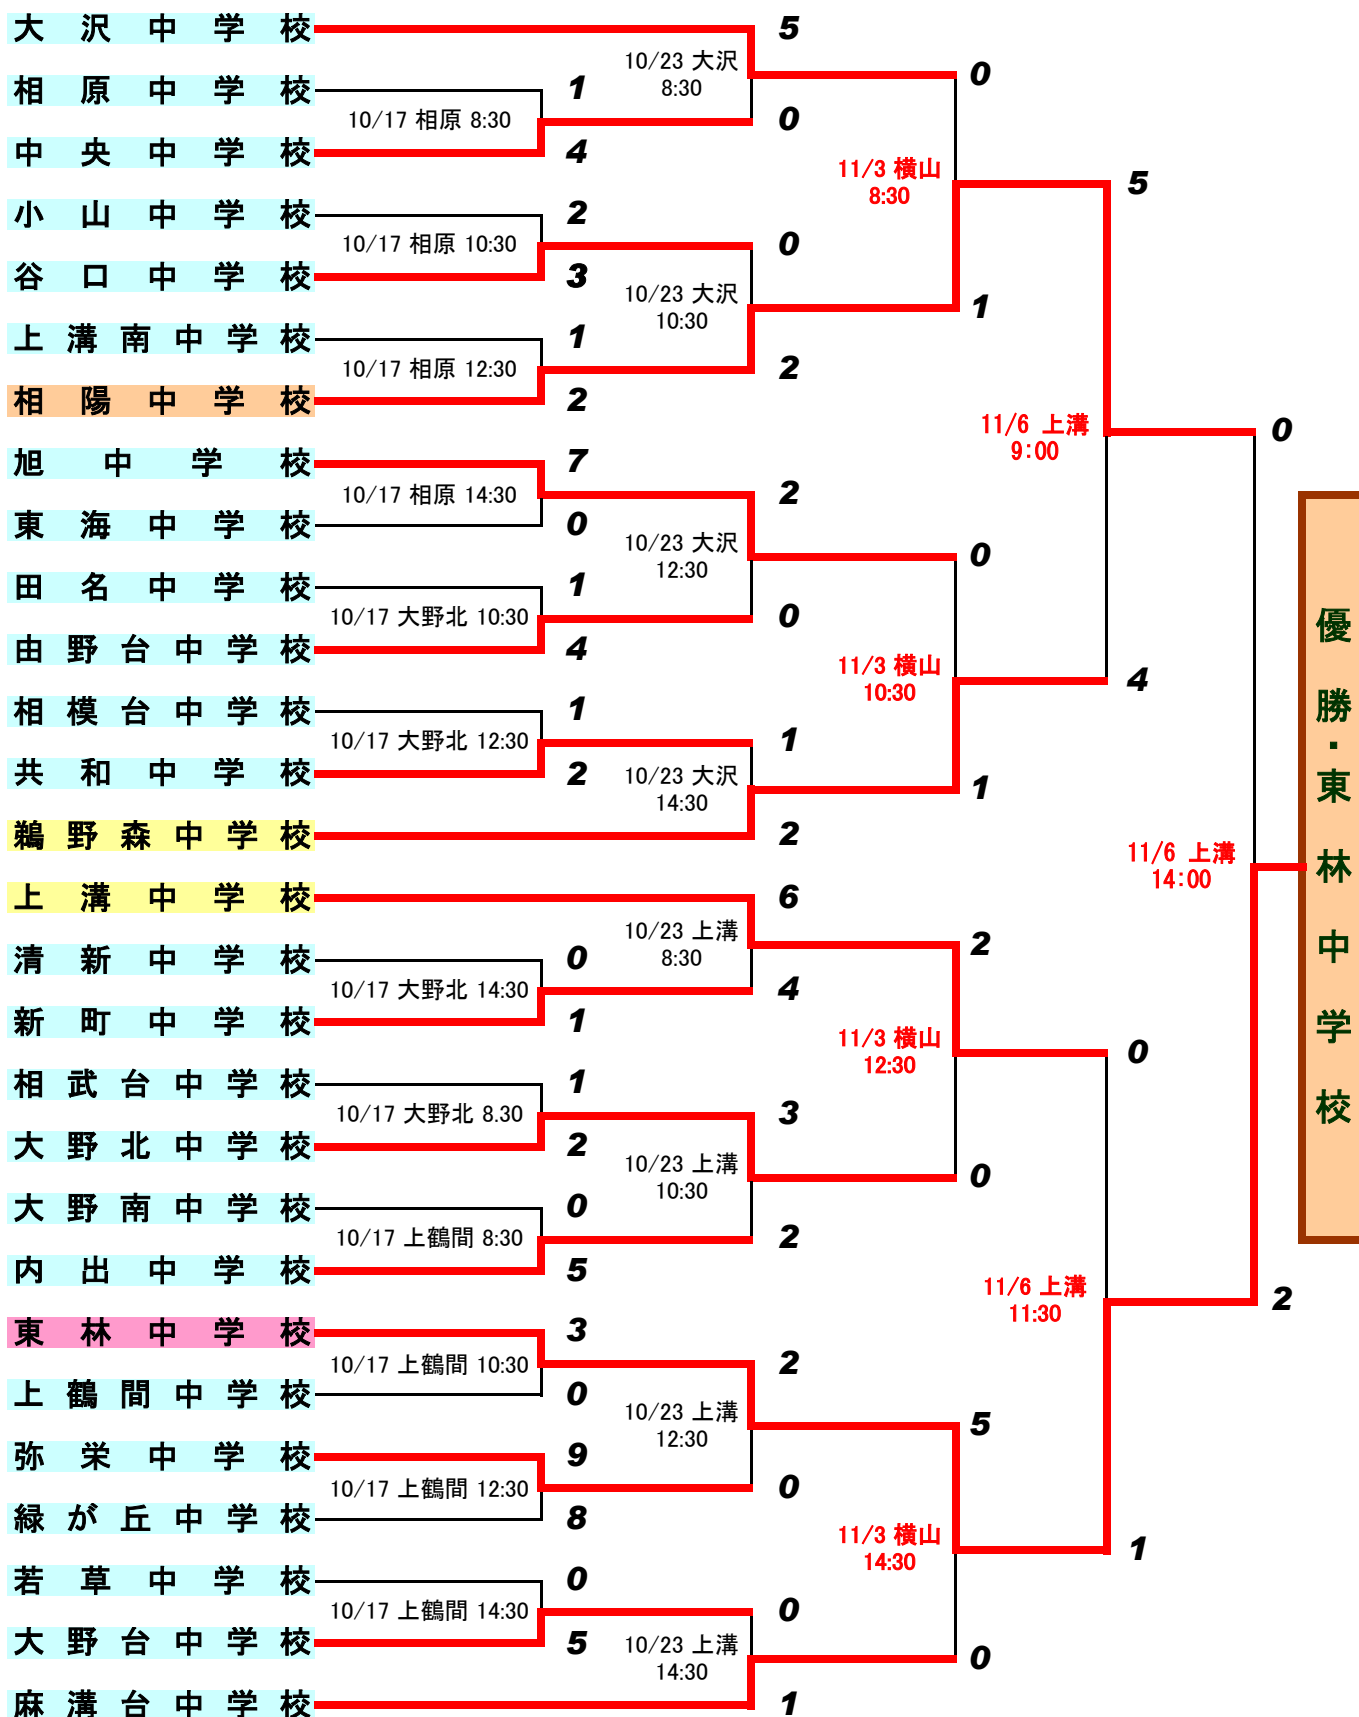 大沢中学校
5
10/23 大沢
8:30
0
相原中学校
1
10/17 相原 8:30
0
中央中学校
4
11/3 横山
8:30
5
小山中学校
2
10/17 相原 10:30
0
谷口中学校
3
10/23 大沢
10:30
1
上溝南中学校
1
10/17 相原 12:30
2
相陽中学校
2
11/6 上溝
9:00
0
旭中学校
7
10/17 相原 14:30
2
東海中学校
0
10/23 大沢
12:30
0
田名中学校
1
10/17 大野北 10:30
0
由野台中学校
4
11/3 横山
10:30
4
相模台中学校
1
10/17 大野北 12:30
1
共和中学校
2
10/23 大沢
14:30
1
鵜野森中学校
2
11/6 上溝
14:00
優勝・東林中学校
上溝中学校
6
10/23 上溝
8:30
2
清新中学校
0
10/17 大野北 14:30
4
新町中学校
1
11/3 横山
12:30
0
相武台中学校
1
10/17 大野北 8.30
3
大野北中学校
2
10/23 上溝
10:30
0
大野南中学校
0
10/17 上鶴間 8:30
2
内出中学校
5
11/6 上溝
11:30
2
東林中学校
3
10/17 上鶴間 10:30
2
上鶴間中学校
0
10/23 上溝
12:30
5
弥栄中学校
9
10/17 上鶴間 12:30
0
緑が丘中学校
8
11/3 横山
14:30
1
若草中学校
0
10/17 上鶴間 14:30
0
大野台中学校
5
10/23 上溝
14:30
0
麻溝台中学校
1